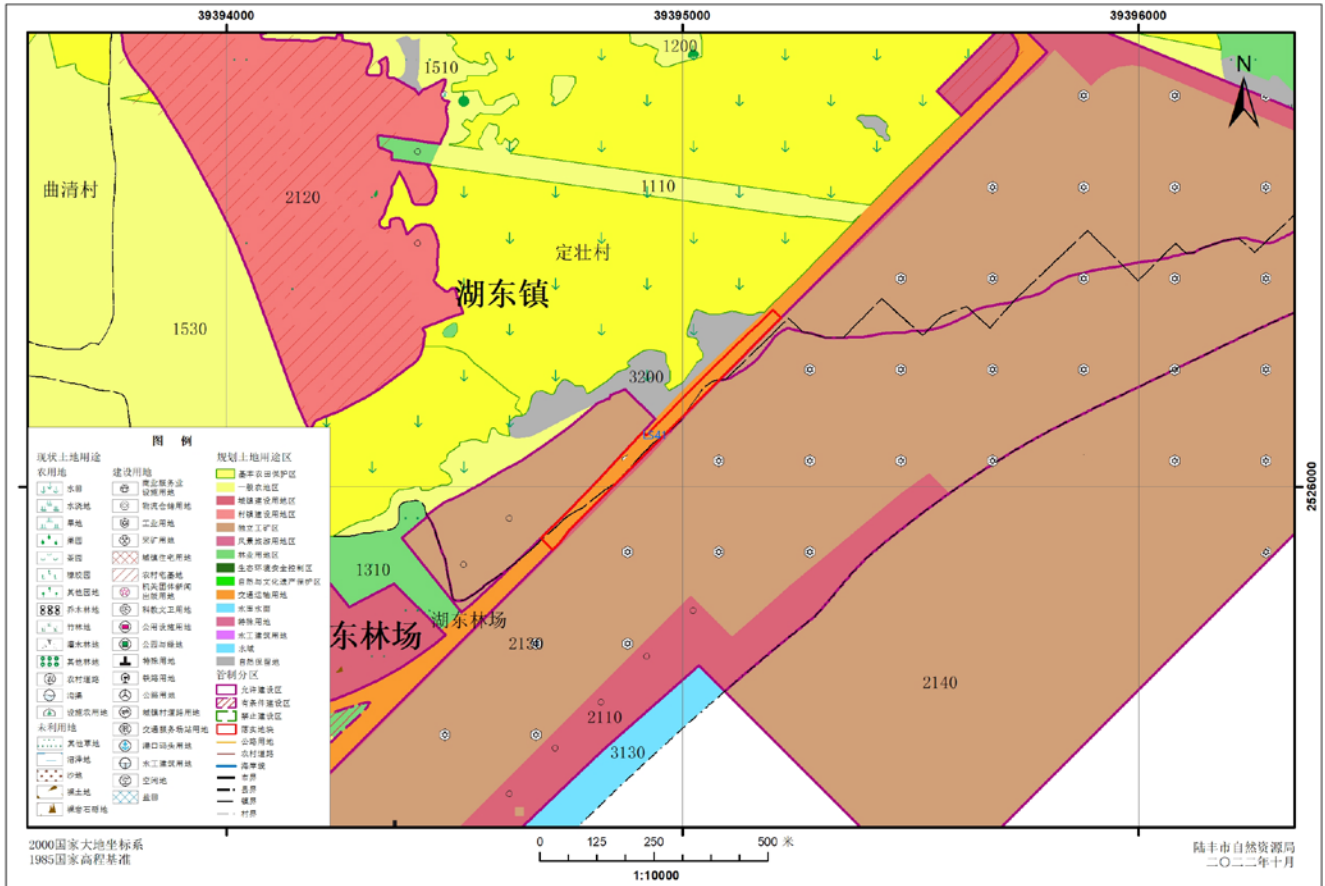 39394000
39395000
39396000
1200
1510
N
曲清村
2120
1110
定壮村
湖东镇
1530
3200
1541
2526000
1310
东林场
湖东林场
2130
2140
2110
3130
图 例
现状土地用途
农用地
水田
水浇地
旱地
果园
茶园
橡胶园
其他园地
乔木林地
竹林地
灌木林地
其他林地
农村道路
沟渠
设施农用地
未利用地
其他草地
沼泽地
沙地
裸土地
裸岩石砾地
建设用地
商业服务业
设施用地
物流仓储用地
工业用地
采矿用地
城镇住宅用地
农村宅基地
机关团体新闻
出版用地
科教文卫用地
公用设施用地
公园与绿地
特殊用地
铁路用地
公路用地
城镇村道路用地
交通服务场站用地
港口码头用地
水工建筑用地
空闲地
盐田
规划土地用途区
基本农田保护区
一般农地区
城镇建设用地区
村镇建设用地区
独立工矿区
风景旅游用地区
林业用地区
生态环境安全控制区
自然与文化遗产保护区
交通运输用地
水库水面
特殊用地
水工建筑用地
水域
自然保留地
管制分区
允许建设区
有条件建设区
禁止建设区
落实地块
公路用地
农村道路
海岸线
市界
县界
镇界
村界
2000国家大地坐标系
1985国家高程基准
0 125 250 500 米
1:10000
陆丰市自然资源局
二〇二二年十月